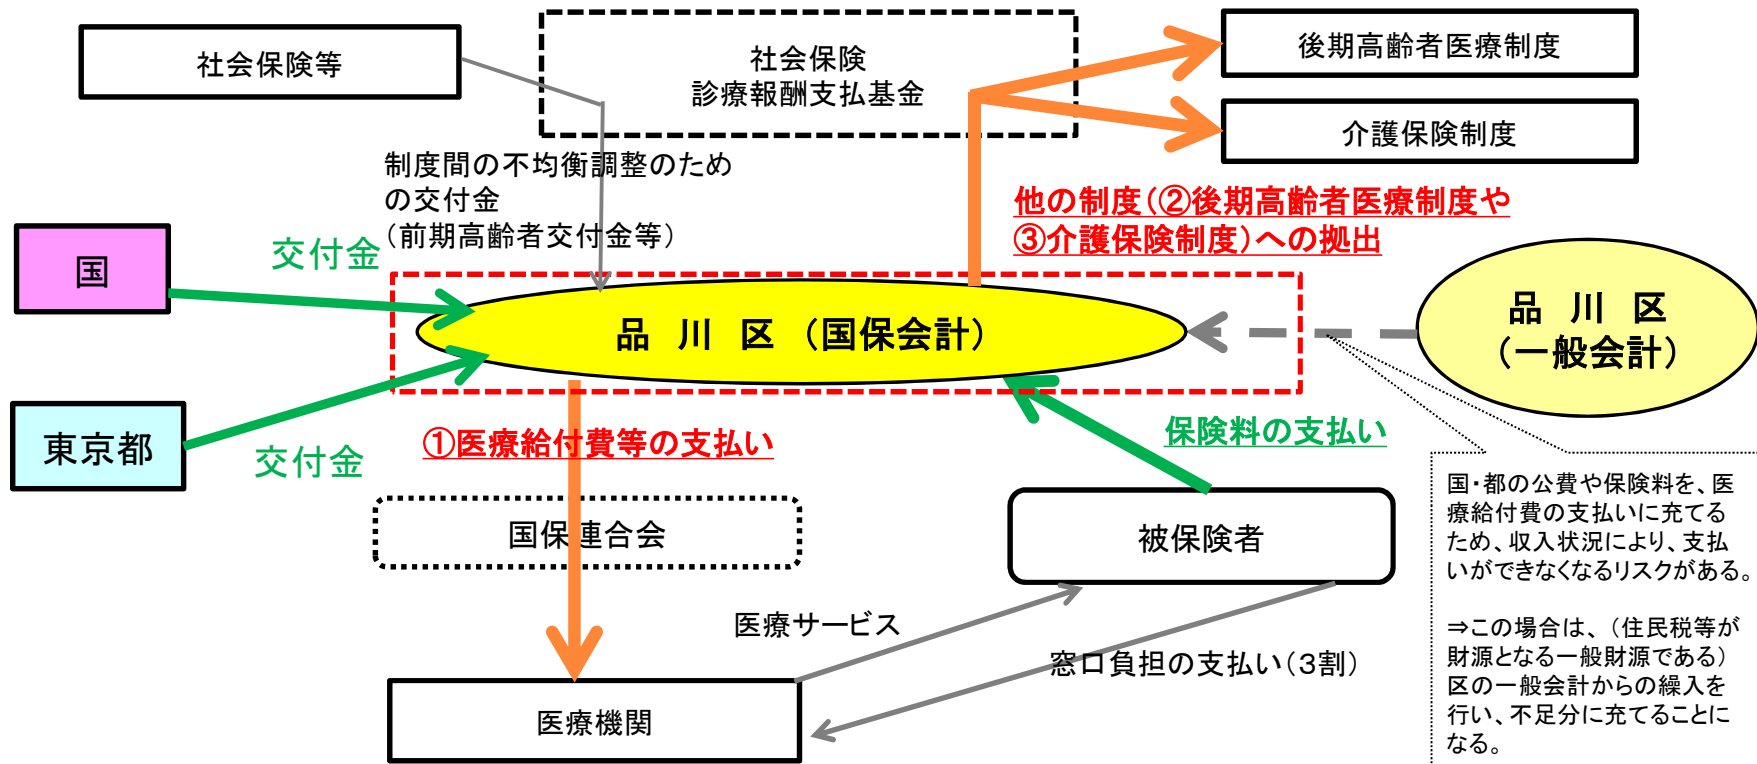 社会保険等
社会保険
診療報酬支払基金
後期高齢者医療制度
介護保険制度
制度間の不均衡調整のため
の交付金
（前期高齢者交付金等）
他の制度（②後期高齢者医療制度や
③介護保険制度）への拠出
国
交付金
品 川 区 （国保会計）
品 川 区
（一般会計）
東京都
交付金
①医療給付費等の支払い
保険料の支払い
国保連合会
被保険者
国・都の公費や保険料を、医
療給付費の支払いに充てる
ため、収入状況により、支払
いができなくなるリスクがある。
⇒この場合は、（住民税等が
財源となる一般財源である）
区の一般会計からの繰入を
行い、不足分に充てることに
なる。
医療サービス
窓口負担の支払い（３割）
医療機関